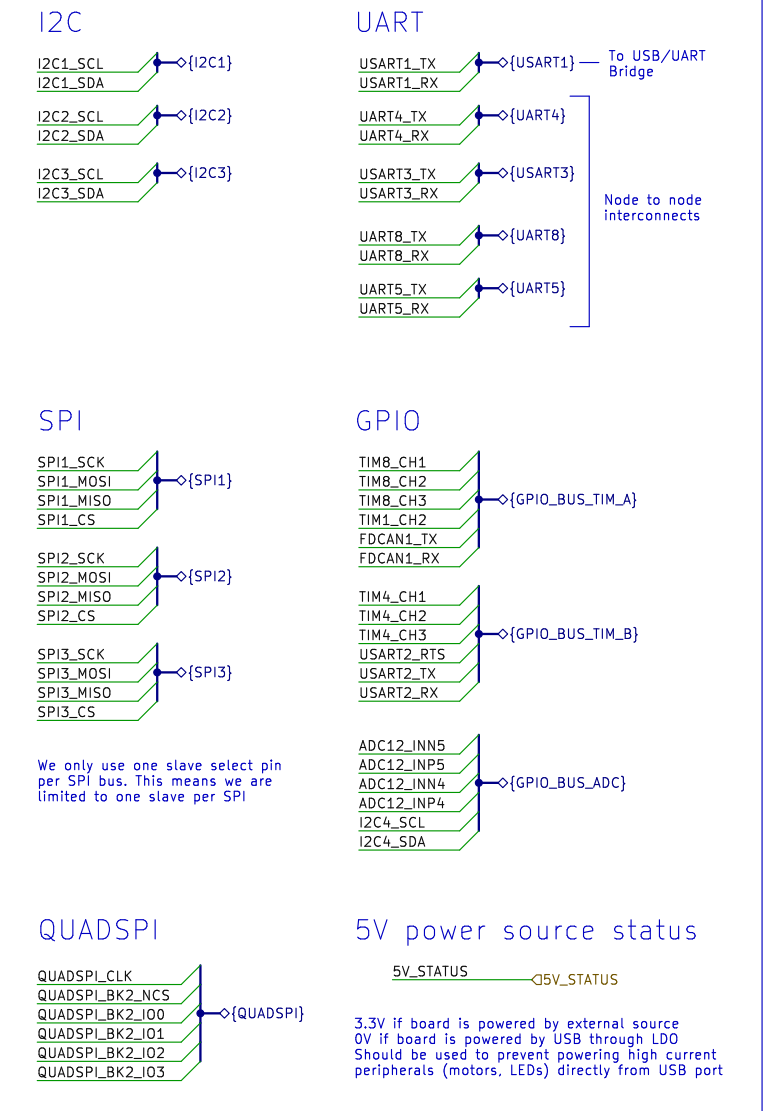 I2C
I2C1_SCL
I2C1_SDA
{I2C1}
I2C2_SCL
I2C2_SDA
{I2C2}
I2C3_SCL
I2C3_SDA
{I2C3}
UART
USART1_TX
USART1_RX
{USART1}
To USB/UART
Bridge
UART4_TX
UART4_RX
{UART4}
USART3_TX
USART3_RX
{USART3}
UART8_TX
UART8_RX
{UART8}
UART5_TX
UART5_RX
{UART5}
Node to node
interconnects
SPI
SPI1_SCK
SPI1_MOSI
SPI1_MISO
SPI1_CS
{SPI1}
SPI2_SCK
SPI2_MOSI
SPI2_MISO
SPI2_CS
{SPI2}
SPI3_SCK
SPI3_MOSI
SPI3_MISO
SPI3_CS
{SPI3}
We only use one slave select pin
per SPI bus. This means we are
limited to one slave per SPI
GPIO
TIM8_CH1
TIM8_CH2
TIM8_CH3
TIM1_CH2
FDCAN1_TX
FDCAN1_RX
{GPIO_BUS_TIM_A}
TIM4_CH1
TIM4_CH2
TIM4_CH3
USART2_RTS
USART2_TX
USART2_RX
{GPIO_BUS_TIM_B}
ADC12_INN5
ADC12_INP5
ADC12_INN4
ADC12_INP4
I2C4_SCL
I2C4_SDA
{GPIO_BUS_ADC}
QUADSPI
QUADSPI_CLK
QUADSPI_BK2_NCS
QUADSPI_BK2_IO0
QUADSPI_BK2_IO1
QUADSPI_BK2_IO2
QUADSPI_BK2_IO3
{QUADSPI}
5V power source status
5V_STATUS
5V_STATUS
3.3V if board is powered by external source
0V if board is powered by USB through LDO
Should be used to prevent powering high current
peripherals (motors, LEDs) directly from USB port